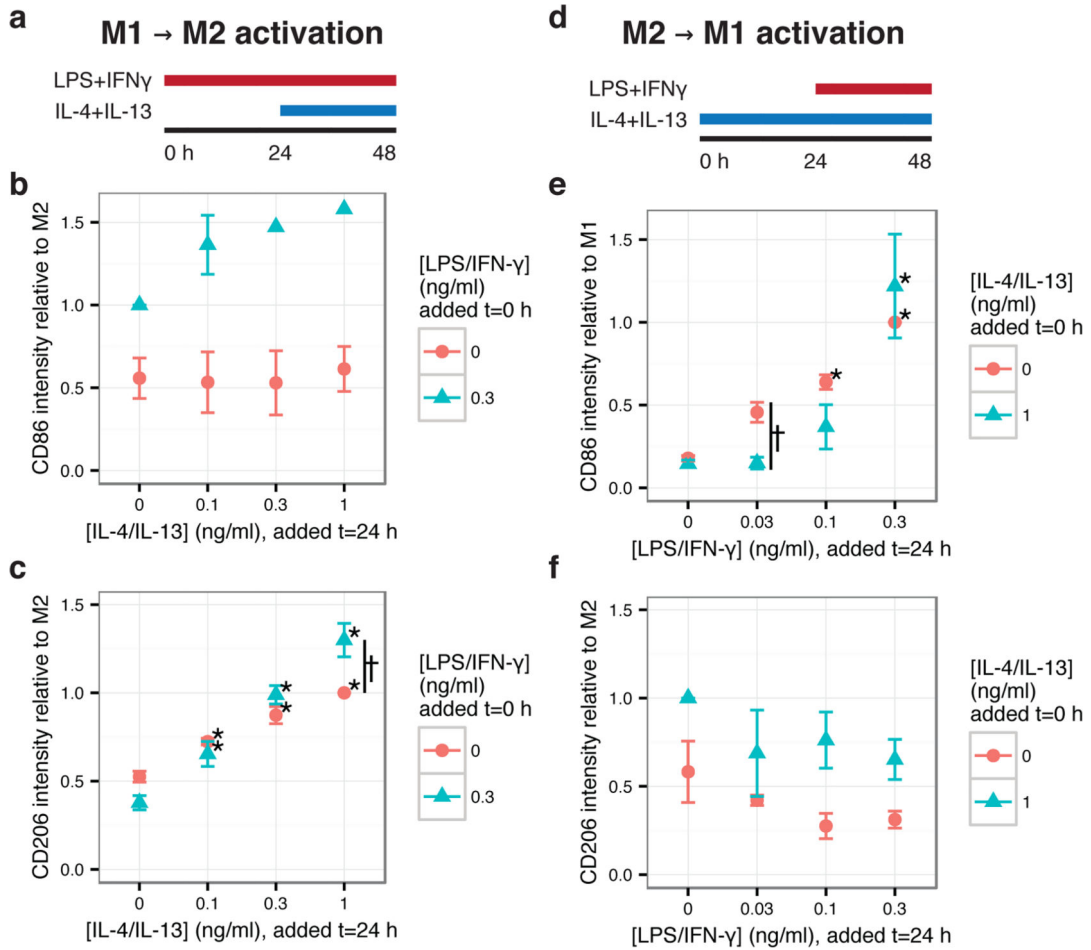 a
M1 → M2 activation
LPS+IFNγ
IL-4+IL-13
0 h 24 48
b
CD86 intensity relative to M2
1.5
1.0
0.5
0.0
0 0.1 0.3 1
[IL-4/IL-13] (ng/ml), added t=24 h
[LPS/IFN-γ]
(ng/ml)
added t=0 h
0
0.3
c
CD206 intensity relative to M2
1.5
1.0
0.5
0.0
* * * * * * †
0 0.1 0.3 1
[IL-4/IL-13] (ng/ml), added t=24 h
[LPS/IFN-γ]
(ng/ml)
added t=0 h
0
0.3
d
M2 → M1 activation
LPS+IFNγ
IL-4+IL-13
0 h 24 48
e
CD86 intensity relative to M1
1.5
1.0
0.5
0.0
† * * *
0 0.03 0.1 0.3
[LPS/IFN-γ] (ng/ml), added t=24 h
[IL-4/IL-13]
(ng/ml)
added t=0 h
0
1
f
CD206 intensity relative to M2
1.5
1.0
0.5
0.0
0 0.03 0.1 0.3
[LPS/IFN-γ] (ng/ml), added t=24 h
[IL-4/IL-13]
(ng/ml)
added t=0 h
0
1